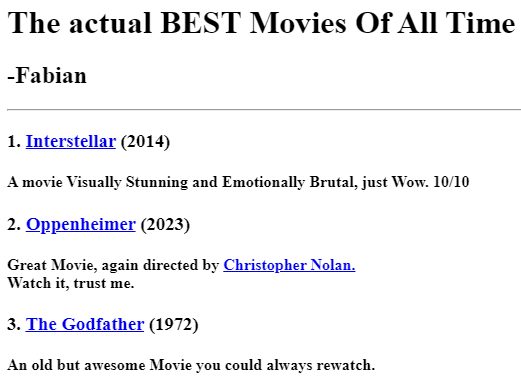 The actual BEST Movies Of All Time
-Fabian
1. Interstellar (2014)
A movie Visually Stunning and Emotionally Brutal, just Wow. 10/10
2. Oppenheimer (2023)
Great Movie, again directed by Christopher Nolan.
Watch it, trust me.
3. The Godfather (1972)
An old but awesome Movie you could always rewatch.